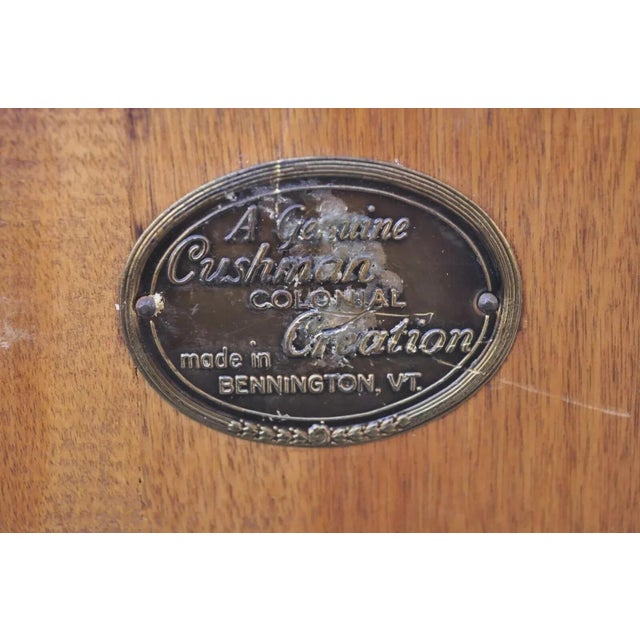 A Genuine
Cushman
COLONIAL
Creation
made in
BENNINGTON, VT.